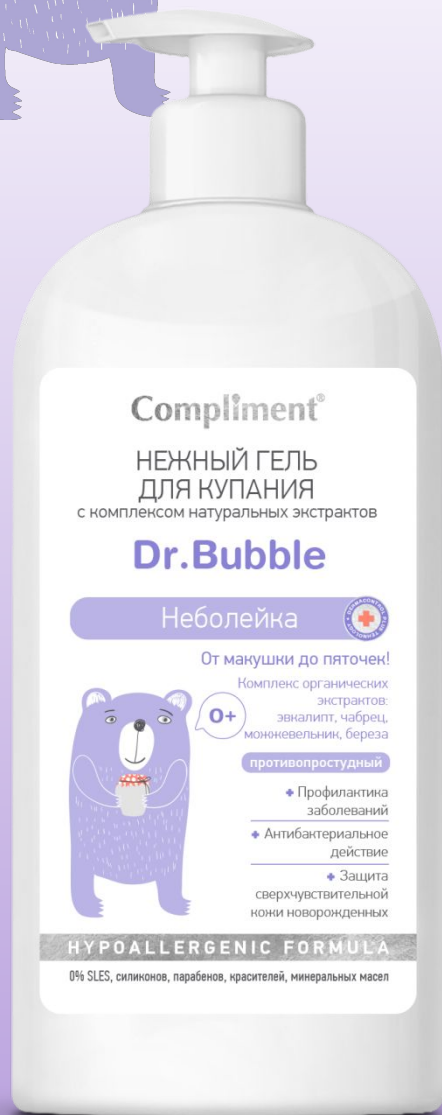 Compliment®
НЕЖНЫЙ ГЕЛЬ
ДЛЯ КУПАНИЯ
с комплексом натуральных экстрактов
Dr.Bubble
Неболейка
От макушки до пяточек!
0+
Комплекс органических
экстрактов:
эвкалипт, чабрец,
можжевельник, береза
противопростудный
Профилактика
заболеваний
Антибактериальное
действие
Защита
сверхчувствительной
кожи новорожденных
HYPOALLERGENIC FORMULA
0% SLES, силиконов, парабенов, красителей, минеральных масел